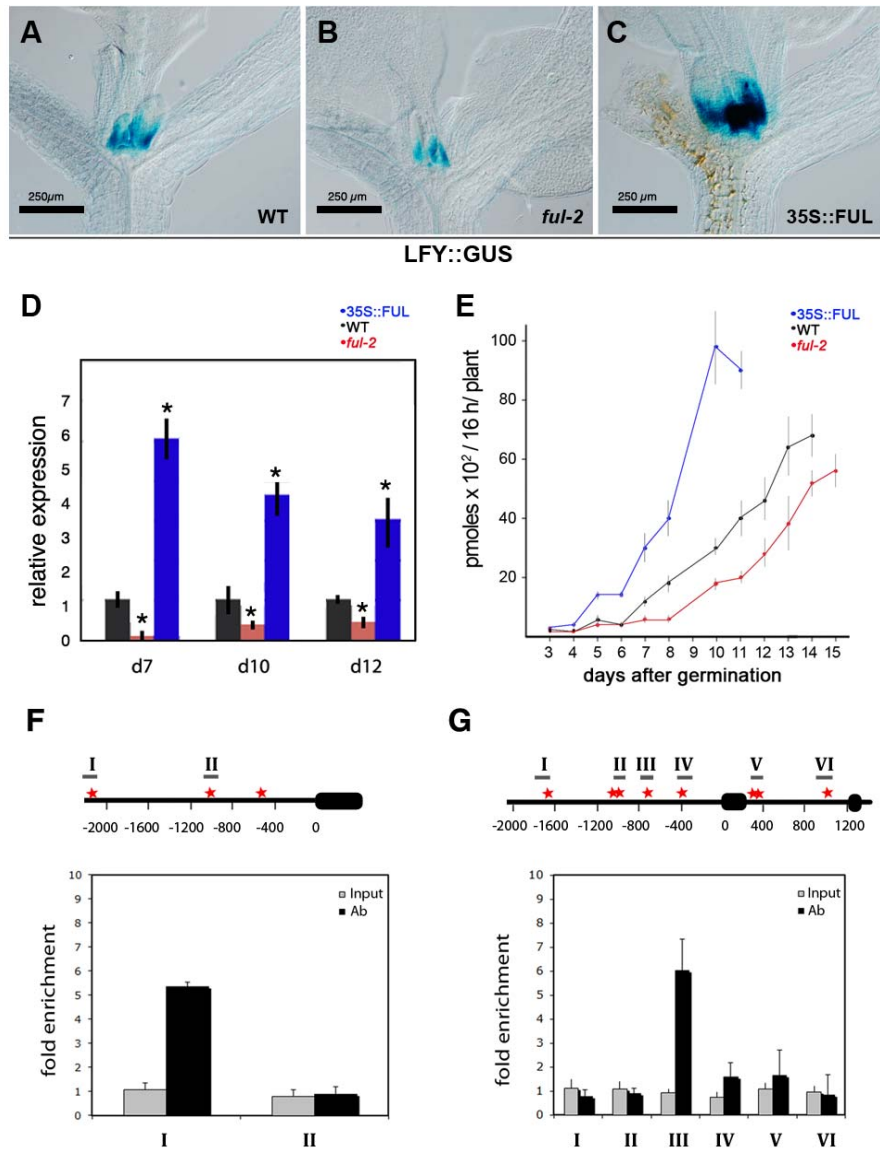 A
B
C
250µm
WT
250 µm
ful-2
250µm
35S::FUL
LFY::GUS
D
35S::FUL
WT
ful-2
relative expression
7
6
5
4
3
2
1
0
*
*
*
*
*
*
d7 d10 d12
E
35S::FUL
WT
ful-2
pmoles x 10² / 16 h/ plant
100
80
60
40
20
3 4 5 6 7 8 9 10 11 12 13 14 15
days after germination
F
I II
-2000 -1200 -800 -400 0
fold enrichment
10
9
8
7
6
5
4
3
2
1
0
Input
Ab
I II
G
I II III IV V VI
-2000 -1600 -1200 -800 -400 0 400 800 1200
fold enrichment
10
9
8
7
6
5
4
3
2
1
0
Input
Ab
I II III IV V VI